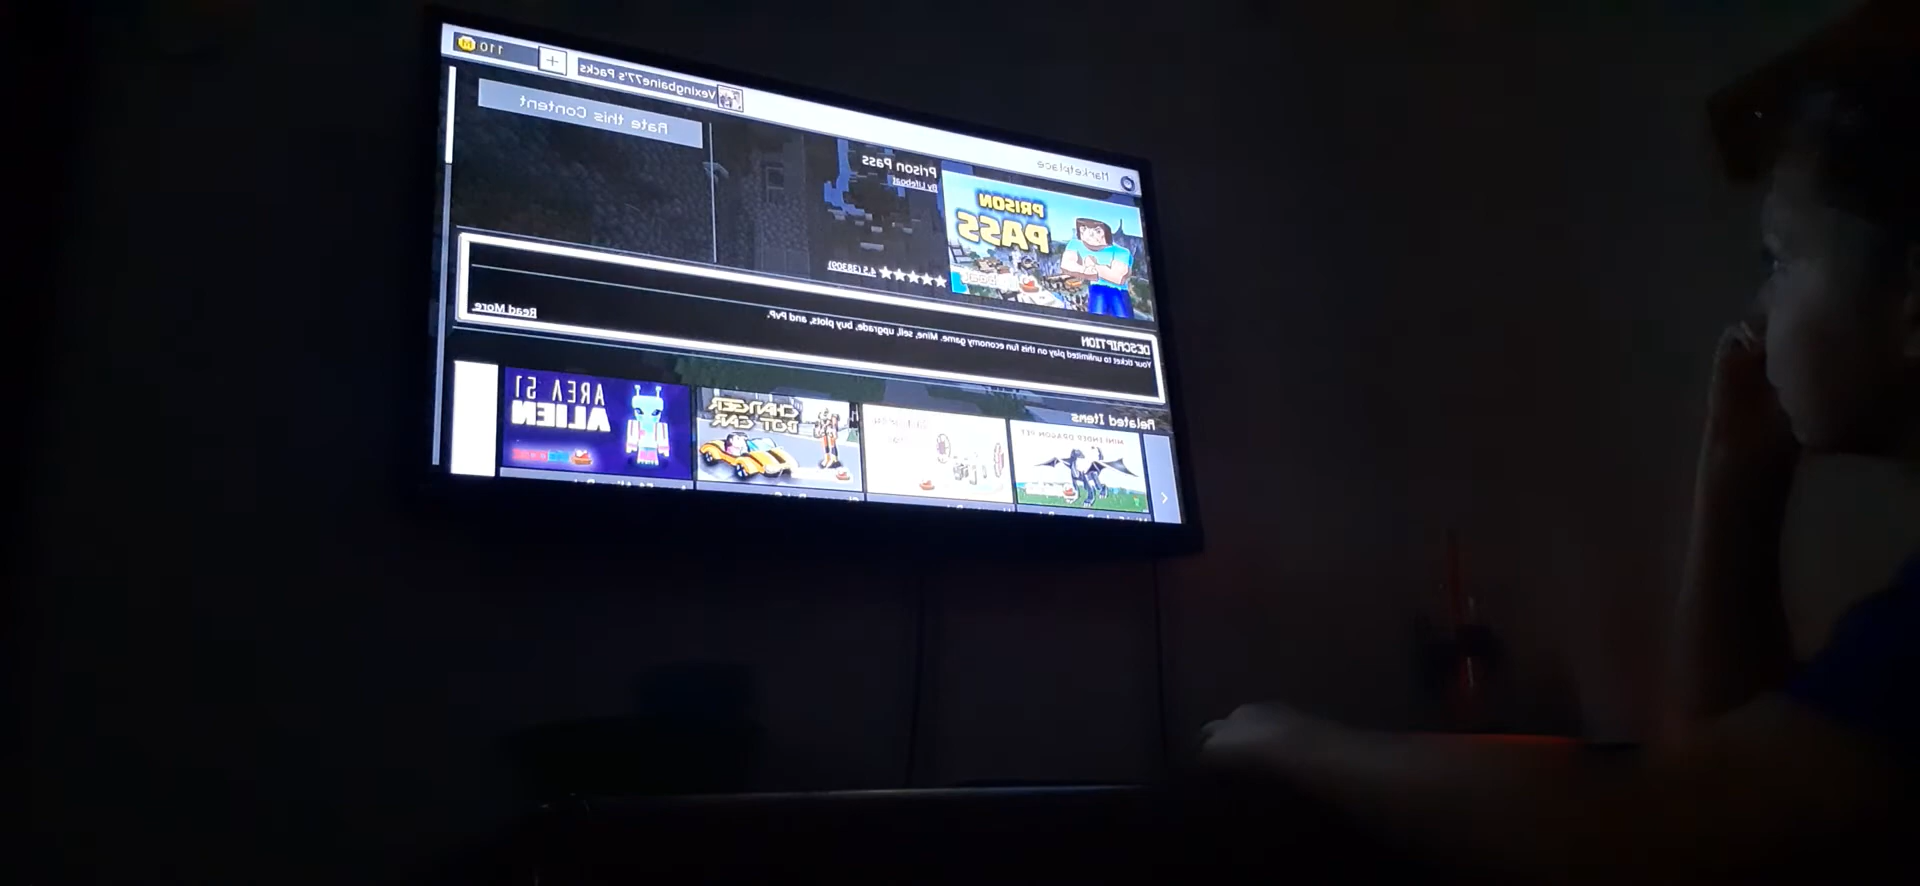 Marketplace
Vexingbaine77's Packs
110
PRISON
PASS
Prison Pass
By Lifeboat
4.5 (38309)
Rate this Content
DESCRIPTION
Your ticket to unlimited play on this fun economy game. Mine, sell, upgrade, buy plots, and PvP.
Read More
Related Items
MINI ENDER DRAGON PET
CHANGER
BOT CAR
AREA 51
ALIEN